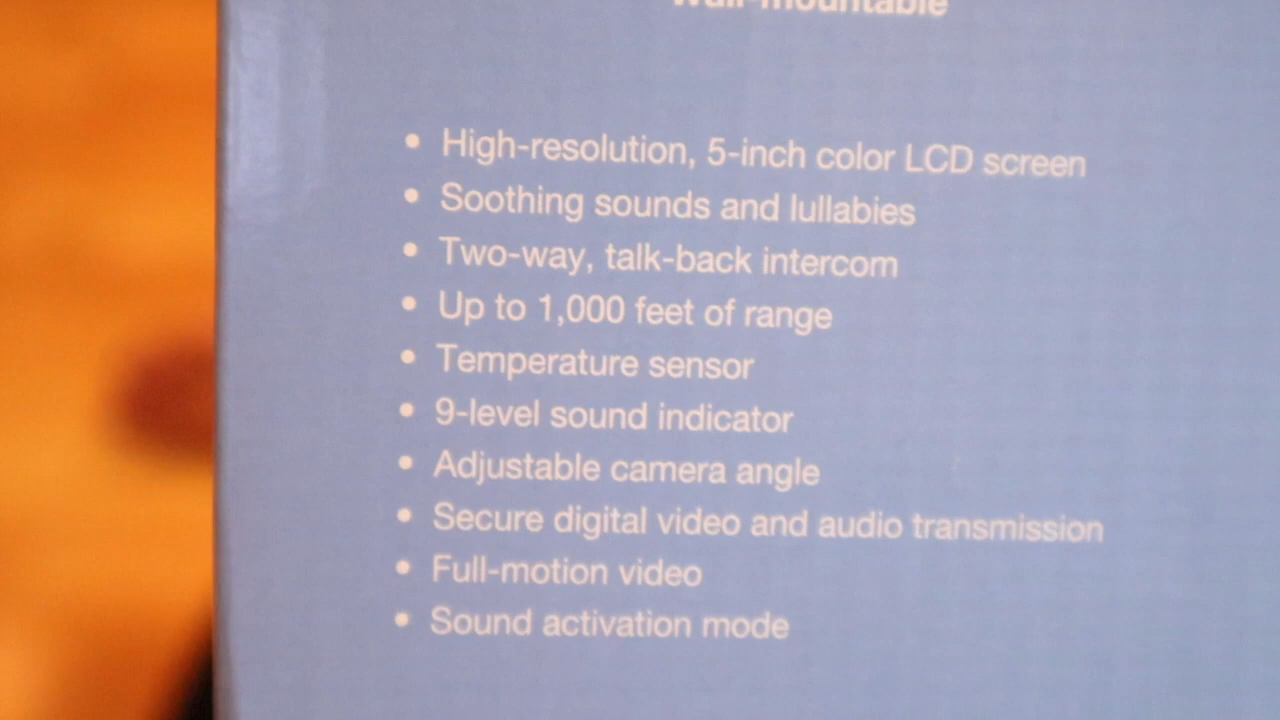 Wall-mountable
• High-resolution, 5-inch color LCD screen
• Soothing sounds and lullabies
• Two-way, talk-back intercom
• Up to 1,000 feet of range
• Temperature sensor
• 9-level sound indicator
• Adjustable camera angle
• Secure digital video and audio transmission
• Full-motion video
• Sound activation mode